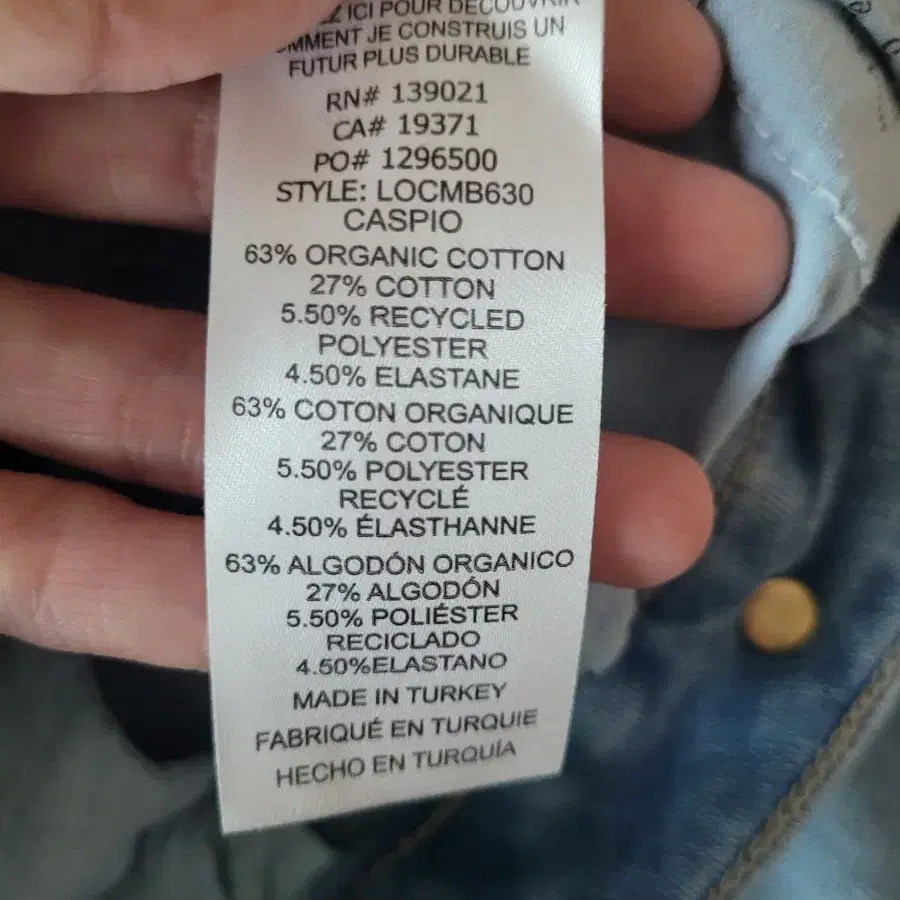 ICI POUR DÉCOUVRIR
COMMENT JE CONSTRUIS UN
FUTUR PLUS DURABLE
RN# 139021
CA# 19371
PO# 1296500
STYLE: LOCMB630
CASPIO
63% ORGANIC COTTON
27% COTTON
5.50% RECYCLED
POLYESTER
4.50% ELASTANE
63% COTON ORGANIQUE
27% COTON
5.50% POLYESTER
RECYCLÉ
4.50% ÉLASTHANNE
63% ALGODÓN ORGANICO
27% ALGODÓN
5.50% POLIÉSTER
RECICLADO
4.50%ELASTANO
MADE IN TURKEY
FABRIQUÉ EN TURQUIE
HECHO EN TURQUÍA